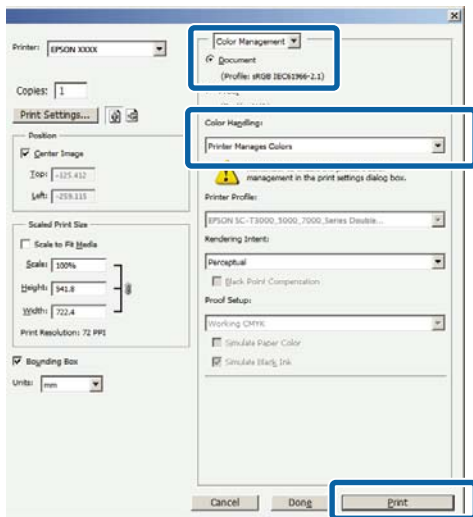 Printer: EPSON XXXX
Copies: 1
Print Settings...
Position
Center Image
Top: -125.412
Left: -259.115
Scaled Print Size
Scale to Fit Media
Scale: 100%
Height: 541.8
Width: 722.4
Print Resolution: 72 PPI
Bounding Box
Units: mm
Color Management
Document
(Profile: sRGB IEC61966-2.1)
Color Handling:
Printer Manages Colors
management in the print settings dialog box.
Printer Profile:
EPSON SC-T3000_5000_7000_Series Double...
Rendering Intent:
Perceptual
Black Point Compensation
Proof Setup:
Working CMYK
Simulate Paper Color
Simulate Black Ink
Cancel
Done
Print